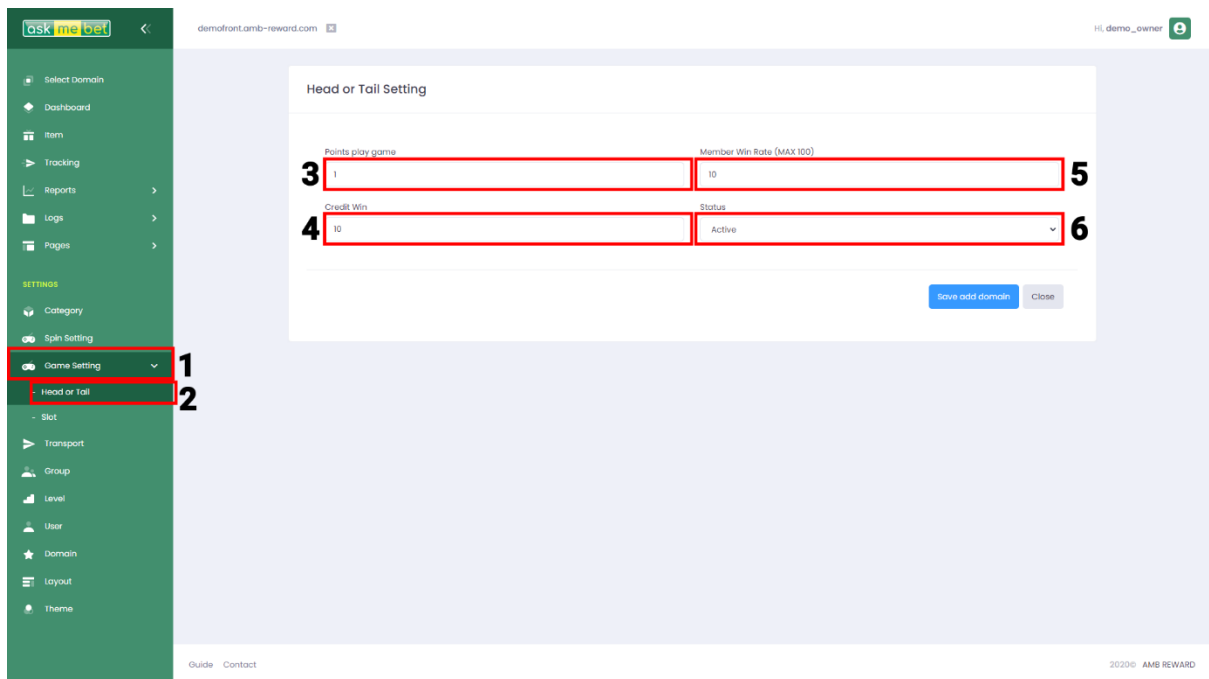 ask me bet
demofront.amb-reward.com
Hi, demo_owner
Select Domain
Dashboard
Item
Tracking
Reports
Logs
Pages
SETTINGS
Category
Spin Setting
Game Setting
1
- Head or Tail
2
- Slot
Transport
Group
Level
User
Domain
Layout
Theme
Head or Tail Setting
Points play game
3
1
Member Win Rate (MAX 100)
10
5
Credit Win
4
10
Status
Active
6
Save add domain
Close
Guide Contact
2020© AMB REWARD